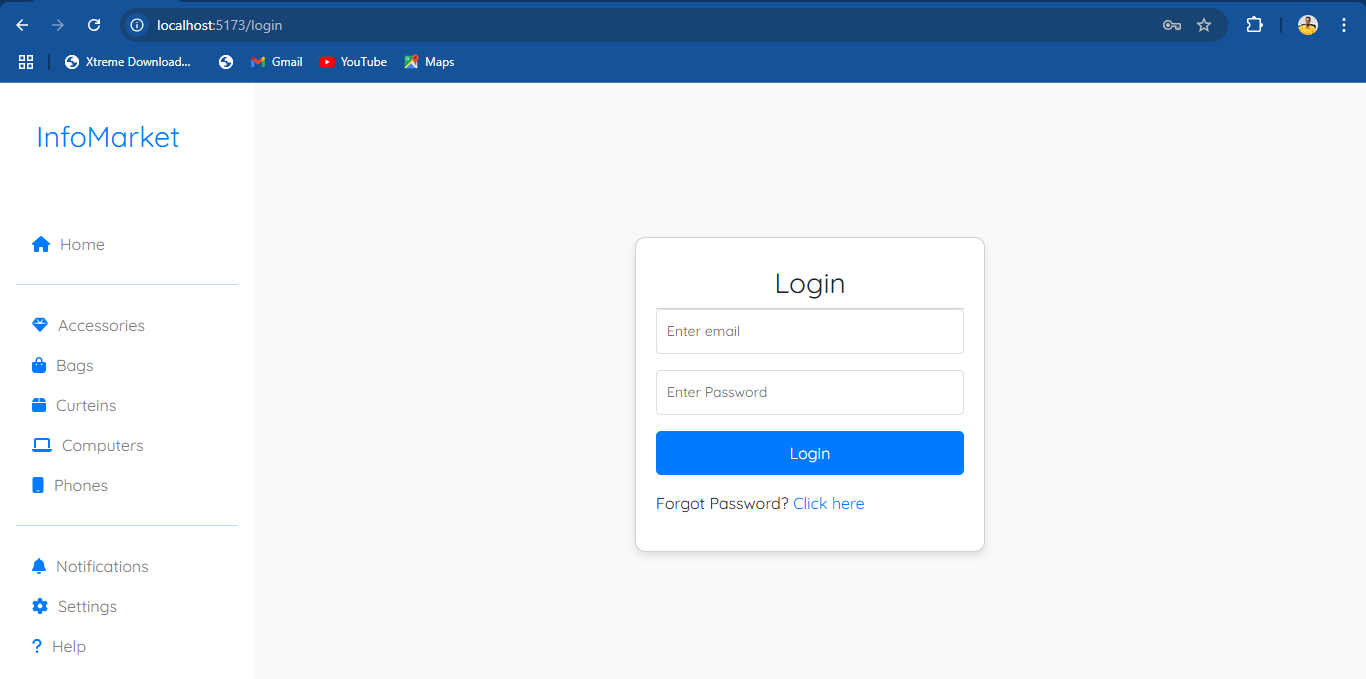 localhost:5173/login
Xtreme Download... Gmail YouTube Maps
InfoMarket
Home
Accessories
Bags
Curteins
Computers
Phones
Notifications
Settings
? Help
Login
Enter email
Enter Password
Login
Forgot Password? Click here